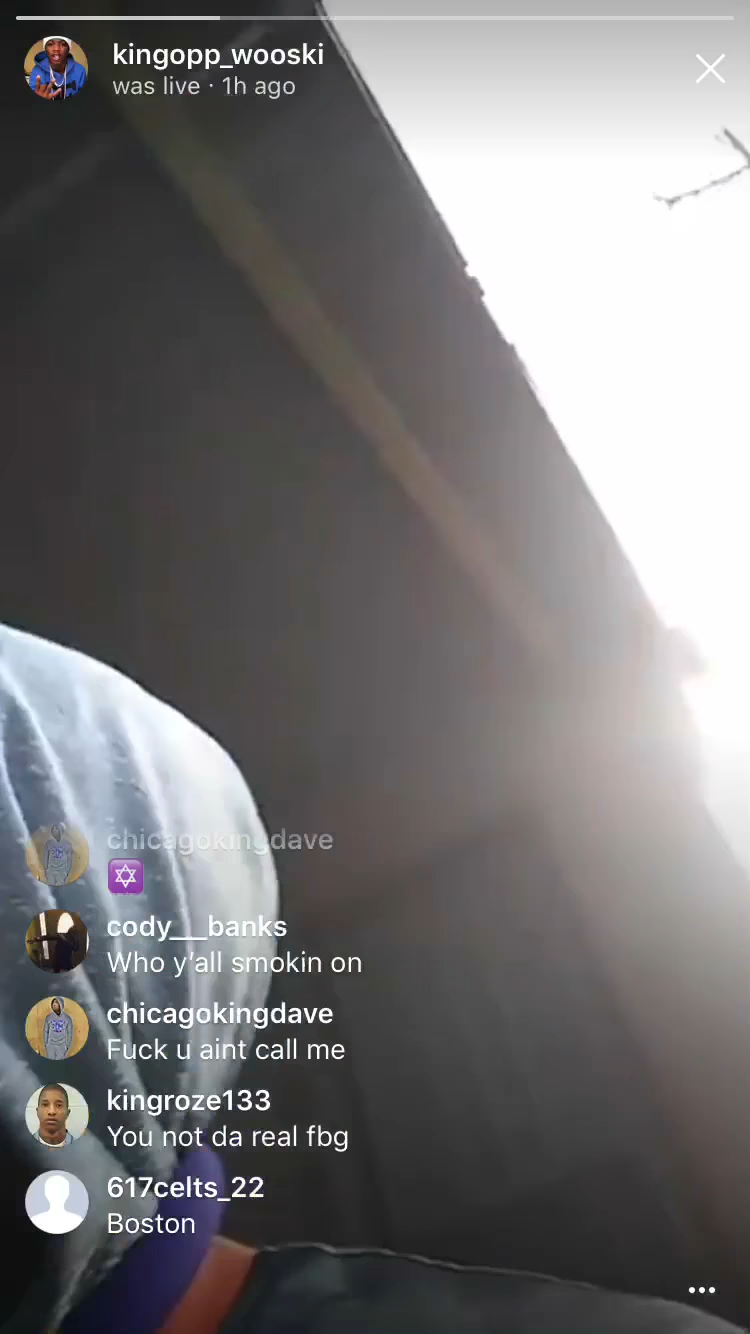 kingopp_wooski
was live · 1h ago
chicagokingdave
✡
cody___banks
Who y'all smokin on
chicagokingdave
Fuck u aint call me
kingroze133
You not da real fbg
617celts_22
Boston